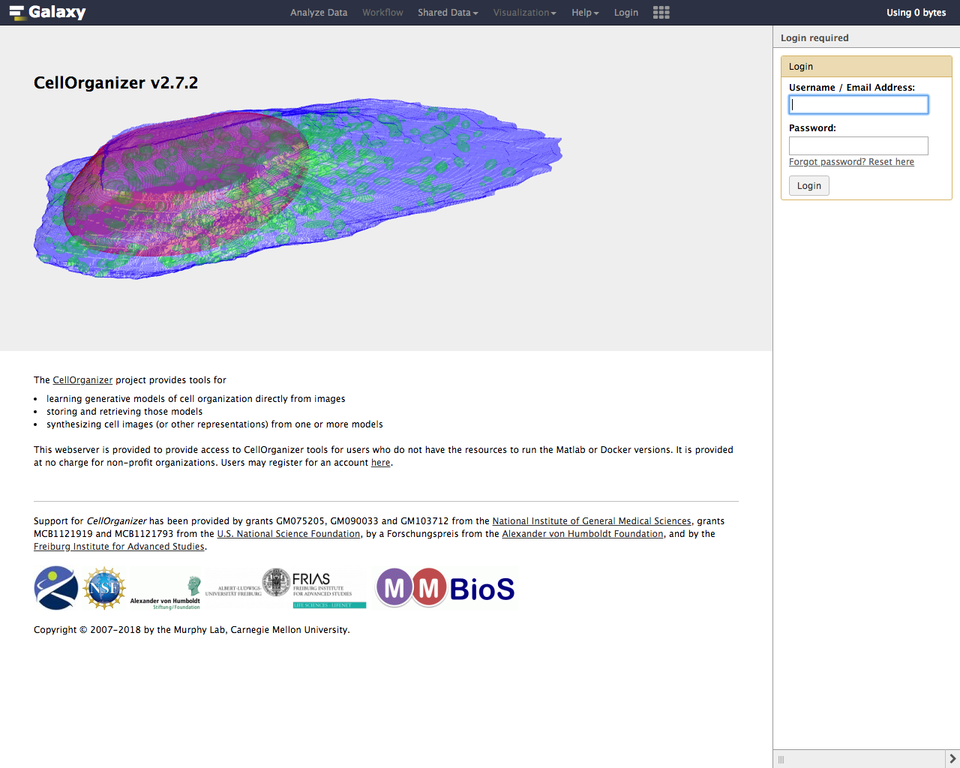 Galaxy
Analyze Data Workflow Shared Data Visualization Help Login Using 0 bytes
CellOrganizer v2.7.2
Login required
Login
Username / Email Address:
Password:
Forgot password? Reset here
Login
The CellOrganizer project provides tools for
• learning generative models of cell organization directly from images
• storing and retrieving those models
• synthesizing cell images (or other representations) from one or more models
This webserver is provided to provide access to CellOrganizer tools for users who do not have the resources to run the Matlab or Docker versions. It is provided
at no charge for non-profit organizations. Users may register for an account here.
Support for CellOrganizer has been provided by grants GM075205, GM090033 and GM103712 from the National Institute of General Medical Sciences, grants
MCB1121919 and MCB1121793 from the U.S. National Science Foundation, by a Forschungspreis from the Alexander von Humboldt Foundation, and by the
Freiburg Institute for Advanced Studies.
NSF
Alexander von Humboldt
Stiftung/Foundation
ALBERT-LUDWIGS-
UNIVERSITÄT FREIBURG
FRIAS
FREIBURG INSTITUTE
FOR ADVANCED STUDIES
LIFE SCIENCES – LIFENET
MM BioS
Copyright © 2007-2018 by the Murphy Lab, Carnegie Mellon University.